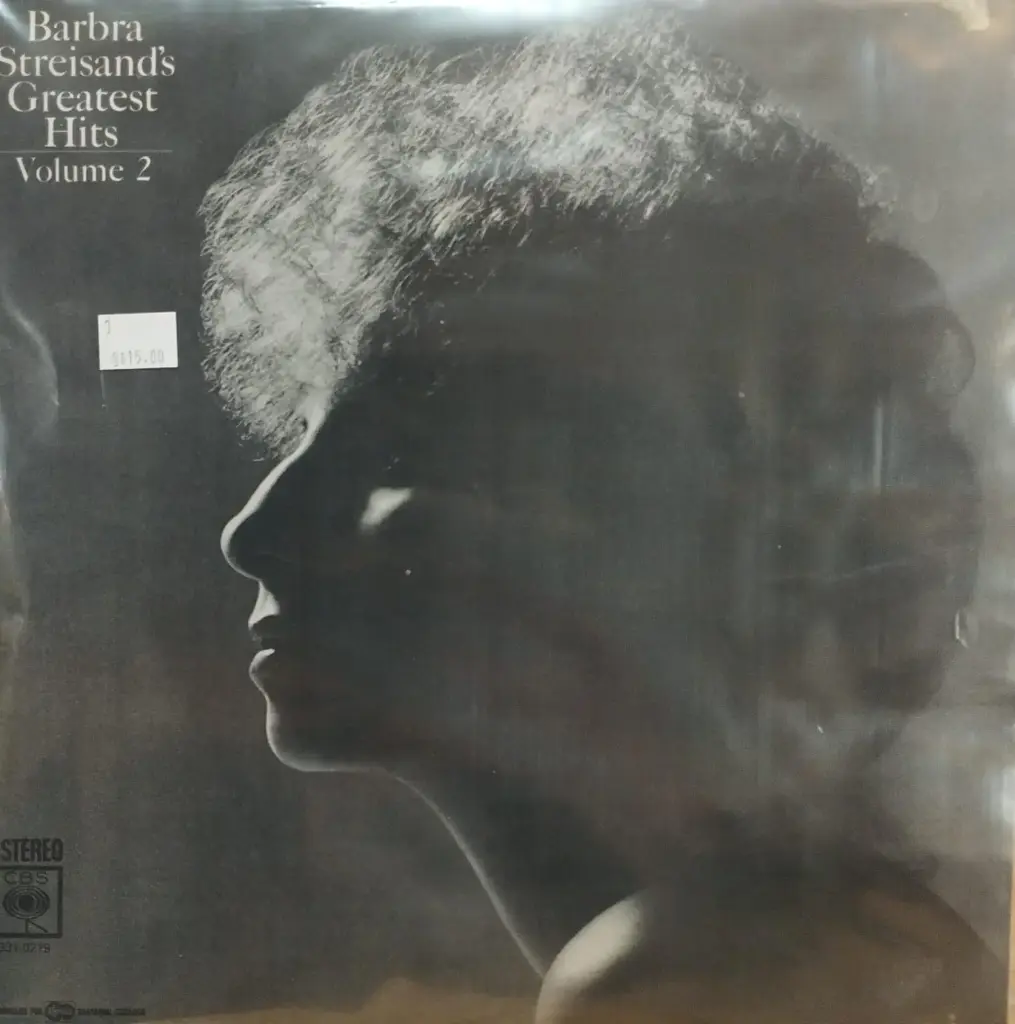 Barbra
Streisand's
Greatest
Hits
Volume 2
15.00
STEREO
CBS